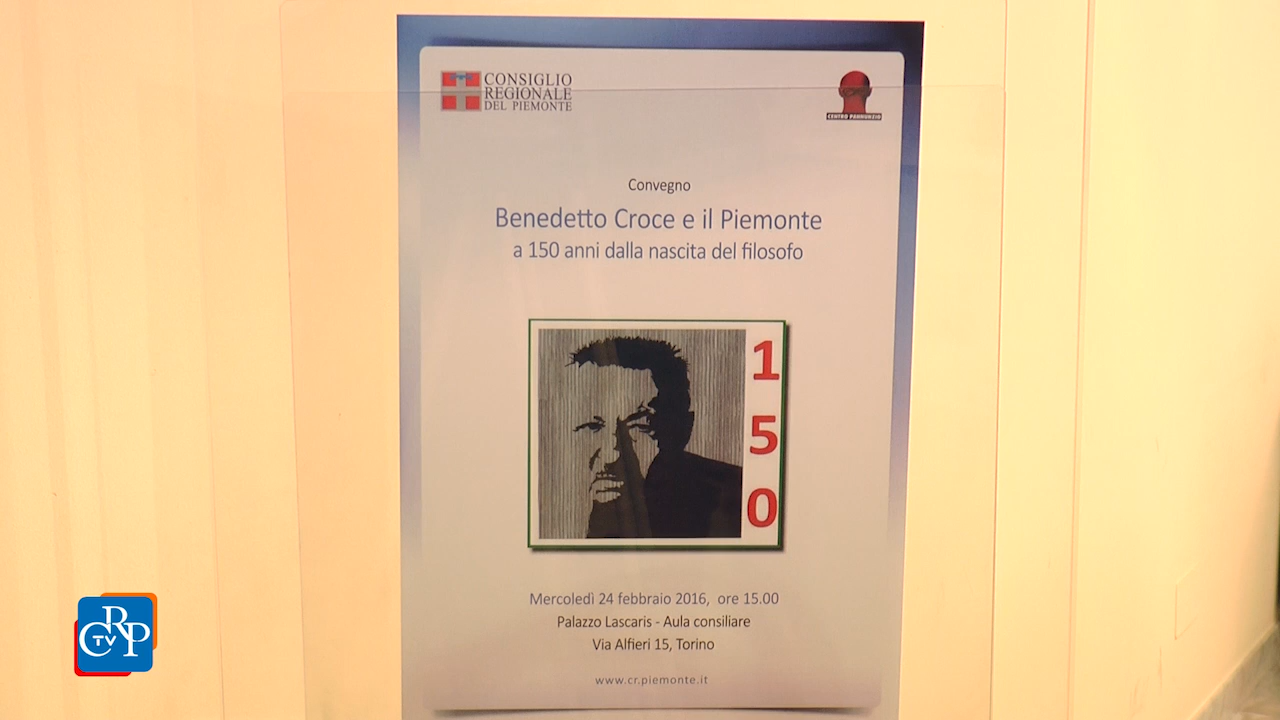 CONSIGLIO
REGIONALE
DEL PIEMONTE
CENTRO PANNUNZIO
Convegno
Benedetto Croce e il Piemonte
a 150 anni dalla nascita del filosofo
1
5
0
Mercoledì 24 febbraio 2016, ore 15.00
Palazzo Lascaris - Aula consiliare
Via Alfieri 15, Torino
www.cr.piemonte.it
CRP
TV